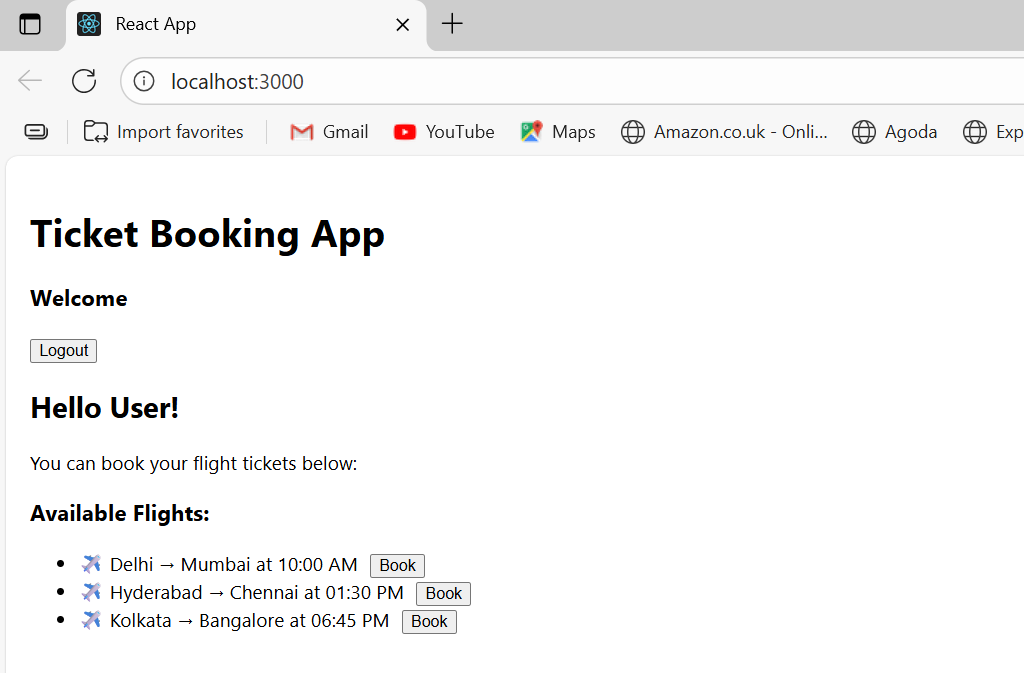 React App
localhost:3000
Import favorites Gmail YouTube Maps Amazon.co.uk - Onli... Agoda Exp
Ticket Booking App
Welcome
Logout
Hello User!
You can book your flight tickets below:
Available Flights:
• ✈️ Delhi → Mumbai at 10:00 AM Book
• ✈️ Hyderabad → Chennai at 01:30 PM Book
• ✈️ Kolkata → Bangalore at 06:45 PM Book